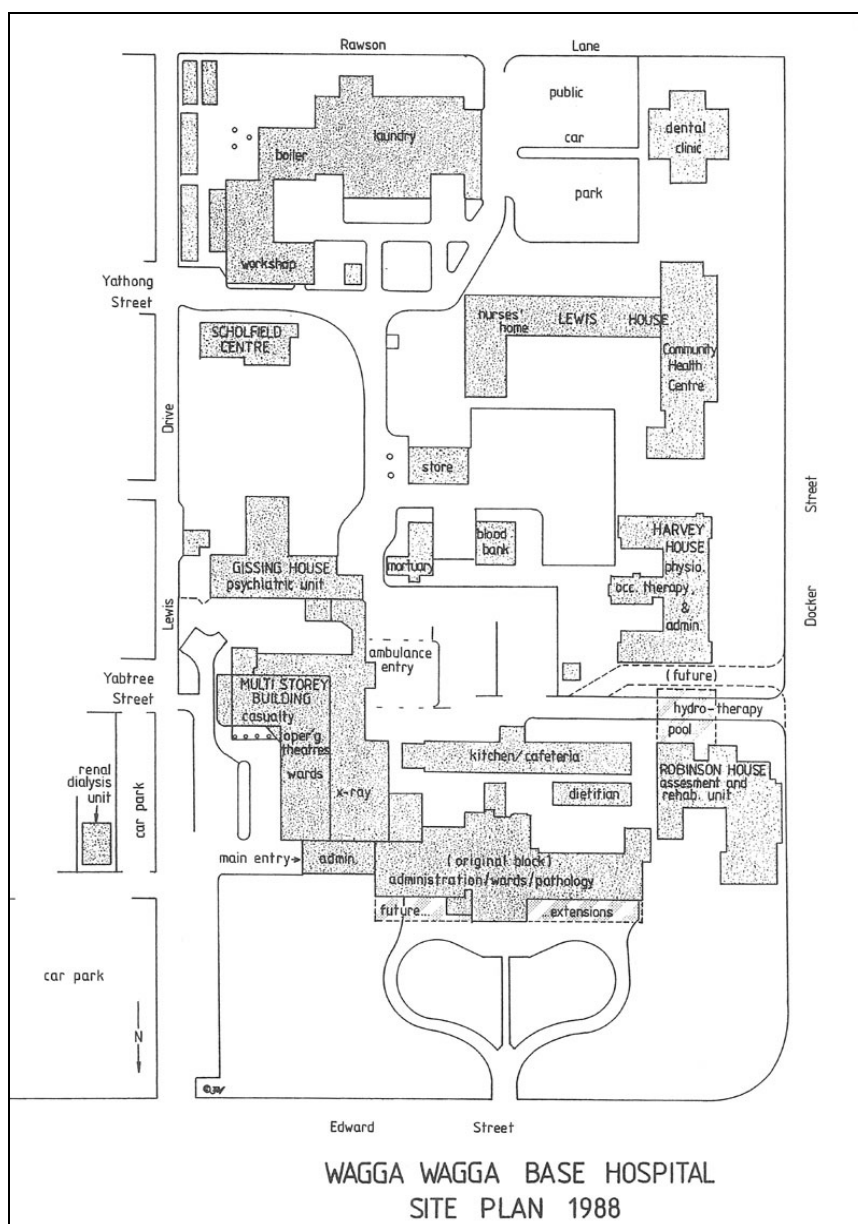 Rawson Lane
public
car
park
dental
clinic
laundry
boiler
workshop
Yathong
Street
SCHOLFIELD
CENTRE
nurses'
home
LEWIS HOUSE
Community
Health
Centre
Drive
store
Street
mortuary
blood
bank
HARVEY
HOUSE
physio.
occ. therapy
&
admin.
GISSING HOUSE
psychiatric unit
Lewis
Docker
ambulance
entry
(future)
Yabtree
Street
MULTI STOREY
BUILDING
casualty
oper'g
theatres
wards
x-ray
hydro-therapy
pool
kitchen/cafeteria
dietitian
ROBINSON HOUSE
assesment and
rehab. unit
renal
dialysis
unit
car park
main entry→
admin.
(original block)
administration/wards/pathology
future... ...extensions
car park
N
Edward Street
WAGGA WAGGA BASE HOSPITAL
SITE PLAN 1988